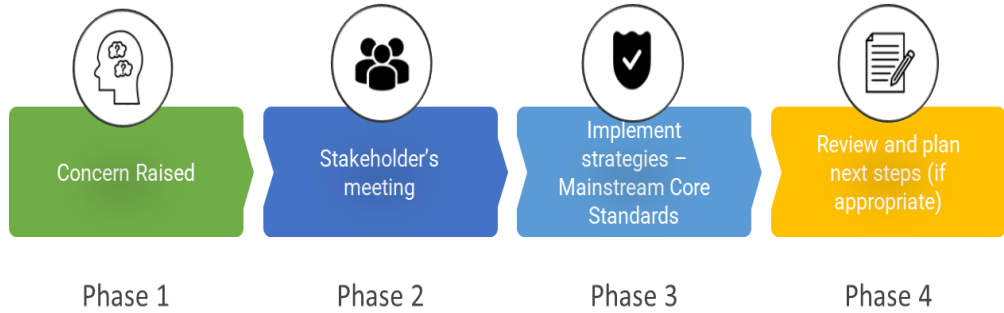 Concern Raised
Stakeholder's
meeting
Implement
strategies –
Mainstream Core
Standards
Review and plan
next steps (if
appropriate)
Phase 1
Phase 2
Phase 3
Phase 4